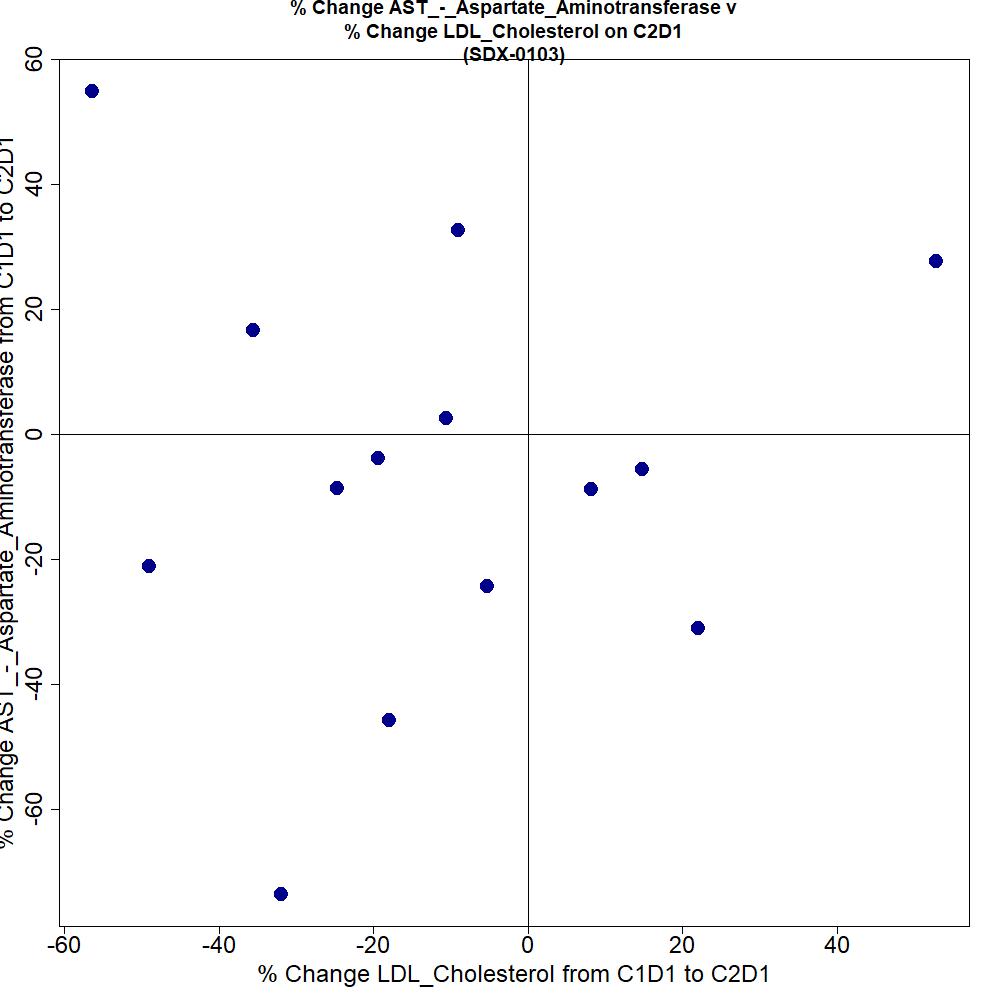 % Change AST_-_Aspartate_Aminotransferase v
% Change LDL_Cholesterol on C2D1
(SDX-0103)
% Change AST_-_Aspartate_Aminotransferase from C1D1 to C2D1
60
40
20
0
-20
-40
-60
-60
-40
-20
0
20
40
% Change LDL_Cholesterol from C1D1 to C2D1